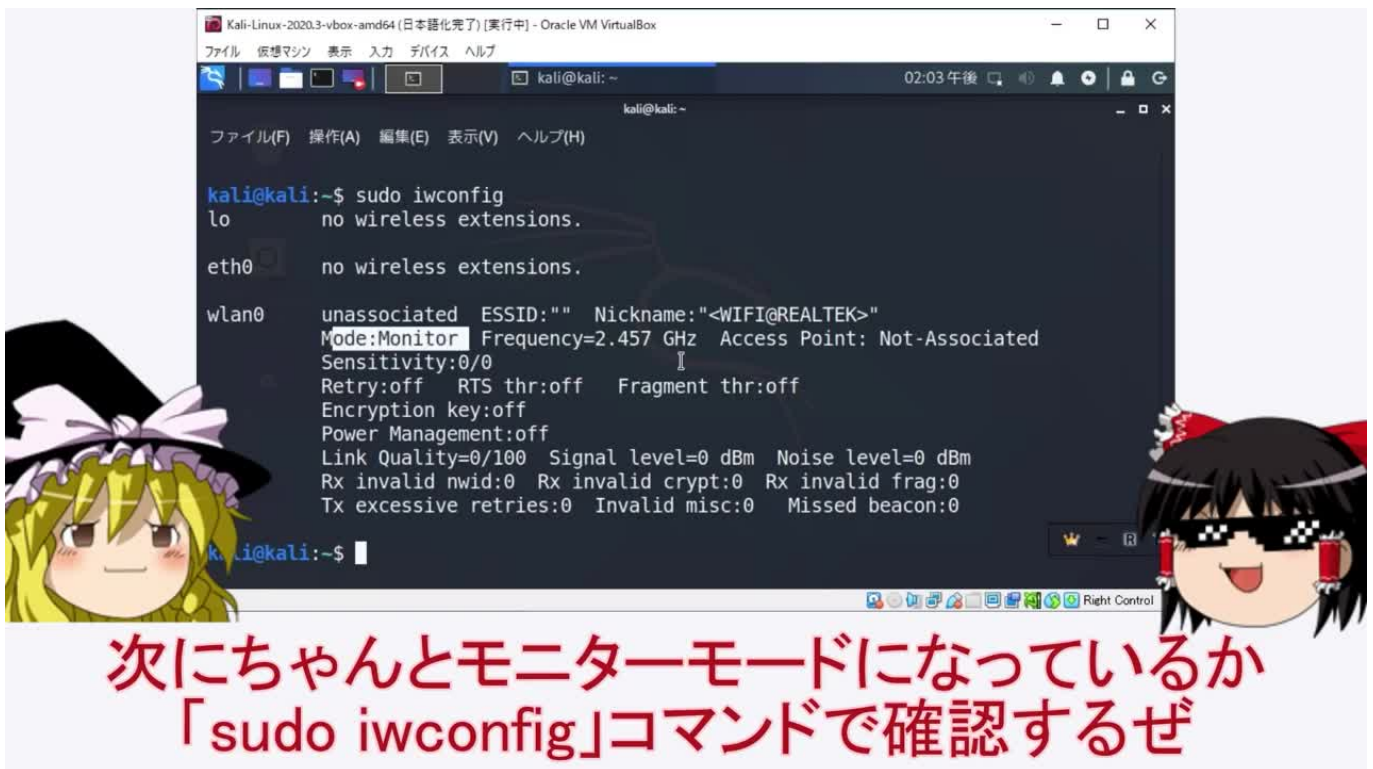 Kali-Linux-2020.3-vbox-amd64 (日本語化完了) [実行中] - Oracle VM VirtualBox
ファイル 仮想マシン 表示 入力 デバイス ヘルプ
kali@kali: ~ 02:03 午後
kali@kali: ~
ファイル(F) 操作(A) 編集(E) 表示(V) ヘルプ(H)
kali@kali:~$ sudo iwconfig
lo no wireless extensions.
eth0 no wireless extensions.
wlan0 unassociated ESSID:"" Nickname:"<WIFI@REALTEK>"
Mode:Monitor Frequency=2.457 GHz Access Point: Not-Associated
Sensitivity:0/0
Retry:off RTS thr:off Fragment thr:off
Encryption key:off
Power Management:off
Link Quality=0/100 Signal level=0 dBm Noise level=0 dBm
Rx invalid nwid:0 Rx invalid crypt:0 Rx invalid frag:0
Tx excessive retries:0 Invalid misc:0 Missed beacon:0
kali@kali:~$
R
Right Control
次にちゃんとモニターモードになっているか
「sudo iwconfig」コマンドで確認するぜ